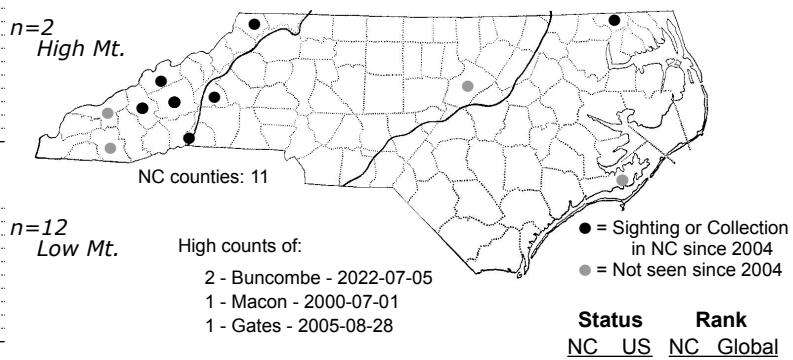 n=2
High Mt.
NC counties: 11
n=12
Low Mt.
High counts of:
2 - Buncombe - 2022-07-05
1 - Macon - 2000-07-01
1 - Gates - 2005-08-28
= Sighting or Collection
in NC since 2004
= Not seen since 2004
Status Rank
NC US NC Global